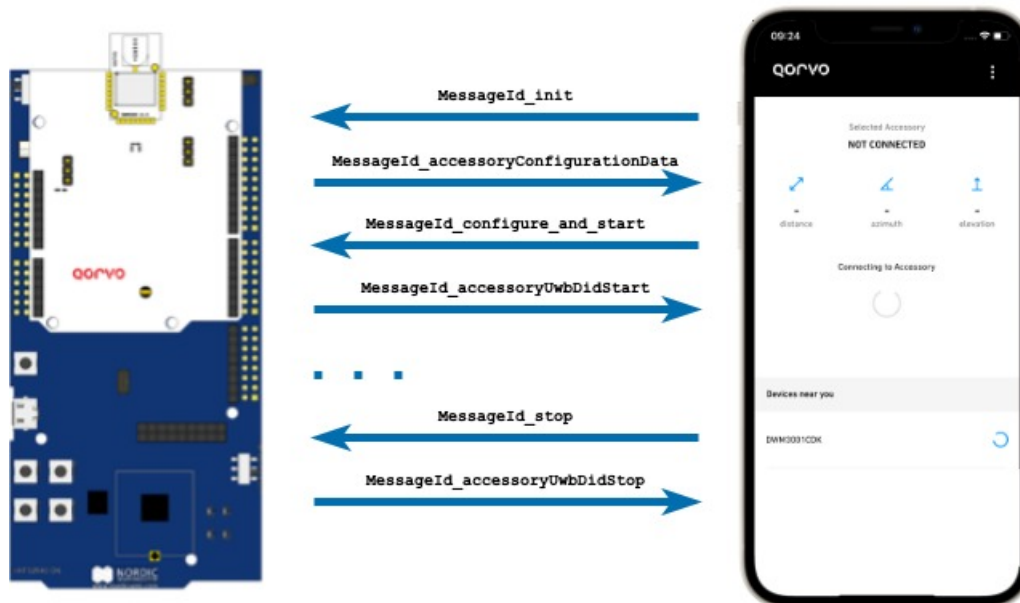 MessageId_init
MessageId_accessoryConfigurationData
MessageId_configure_and_start
MessageId_accessoryUwbDidStart
. . .
MessageId_stop
MessageId_accessoryUwbDidStop
QORVO
NORDIC
09:24
QORVO
Selected Accessory
NOT CONNECTED
-
-
-
distance
azimuth
elevation
Connecting to Accessory
Devices near you
DWM3001CDK